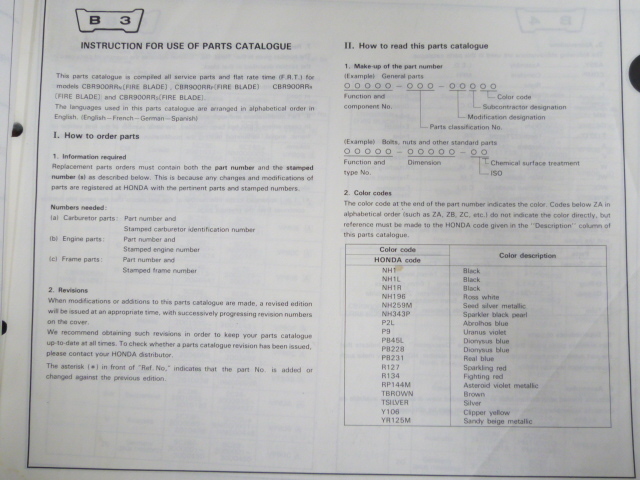 B 3
INSTRUCTION FOR USE OF PARTS CATALOGUE
This parts catalogue is compiled all service parts and flat rate time (F.R.T.) for
models CBR900RR (FIRE BLADE), CBR900RR (FIRE BLADE) CBR900RR
(FIRE BLADE) and CBR900RR (FIRE BLADE).
The languages used in this parts catalogue are arranged in alphabetical order in
English. (English—French—German—Spanish)
I. How to order parts
1. Information required
Replacement parts orders must contain both the part number and the stamped
number (s) as described below. This is because any changes and modifications of
parts are registered at HONDA with the pertinent parts and stamped numbers.
Numbers needed:
(a) Carburetor parts: Part number and
Stamped carburetor identification number
(b) Engine parts: Part number and
Stamped engine number
(c) Frame parts: Part number and
Stamped frame number
2. Revisions
When modifications or additions to this parts catalogue are made, a revised edition
will be issued at an appropriate time, with successively progressing revision numbers
on the cover.
We recommend obtaining such revisions in order to keep your parts catalogue
up-to-date at all times. To check whether a parts catalogue revision has been issued,
please contact your HONDA distributor.
The asterisk (*) in front of "Ref. No," indicates that the part No. is added or
changed against the previous edition.
II. How to read this parts catalogue
1. Make-up of the part number
(Example) General parts
OOOOO – OOO – OOOOO
Function and Color code
component No. Subcontractor designation
Modification designation
Parts classification No.
(Example) Bolts, nuts and other standard parts
OOOOO – OOOOO – OO
Function and Dimension Chemical surface treatment
type No. ISO
2. Color codes
The color code at the end of the part number indicates the color. Codes below ZA in
alphabetical order (such as ZA, ZB, ZC, etc.) do not indicate the color directly, but
reference must be made to the HONDA code given in the "Description" column of
this parts catalogue.
Color code Color description
HONDA code
NH1 Black
NH1L Black
NH1R Black
NH196 Ross white
NH259M Seed silver metallic
NH343P Sparkler black pearl
P2L Abrolhos blue
P9 Uranus violet
PB45L Dionysus blue
PB228 Dionysus blue
PB231 Real blue
R127 Sparkling red
R134 Fighting red
RP144M Asteroid violet metallic
TBROWN Brown
TSILVER Silver
Y106 Clipper yellow
YR125M Sandy beige metallic